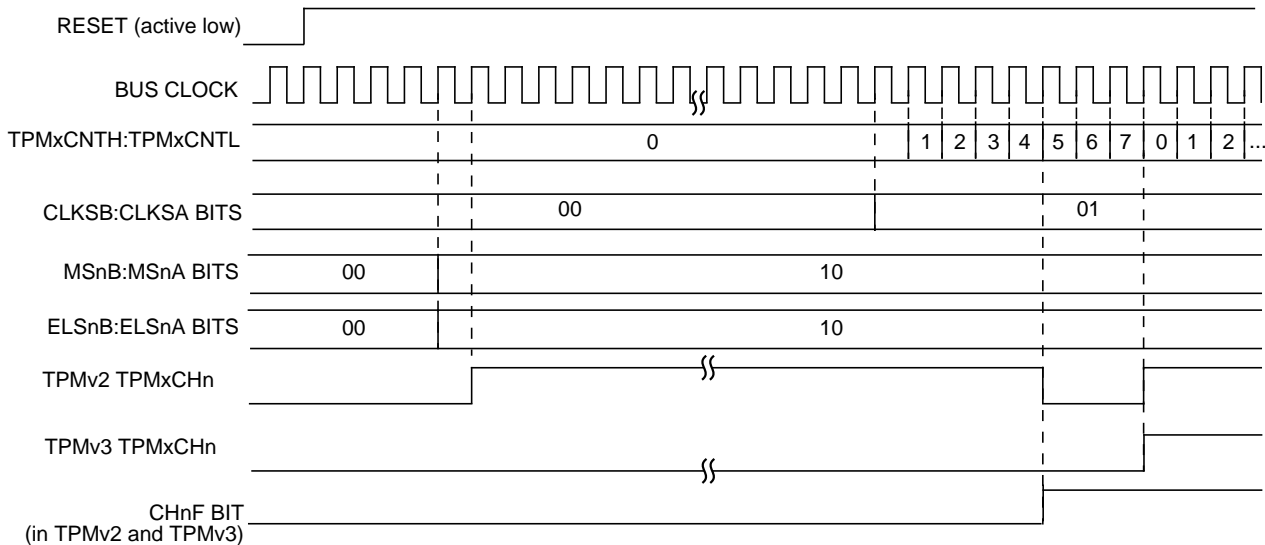 RESET (active low)
BUS CLOCK
TPMxCNTH:TPMxCNTL 0 1 2 3 4 5 6 7 0 1 2 ...
CLKSB:CLKSA BITS 00 01
MSnB:MSnA BITS 00 10
ELSnB:ELSnA BITS 00 10
TPMv2 TPMxCHn
TPMv3 TPMxCHn
CHnF BIT
(in TPMv2 and TPMv3)